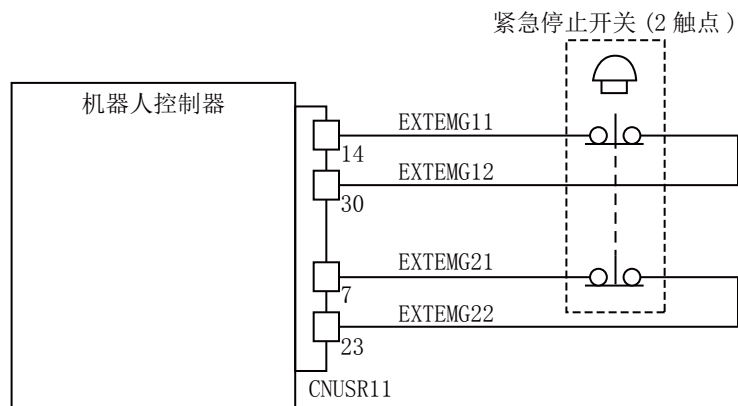 紧急停止开关 (2 触点 )
机器人控制器
EXTEMG11
14
EXTEMG12
30
EXTEMG21
7
EXTEMG22
23
CNUSR11